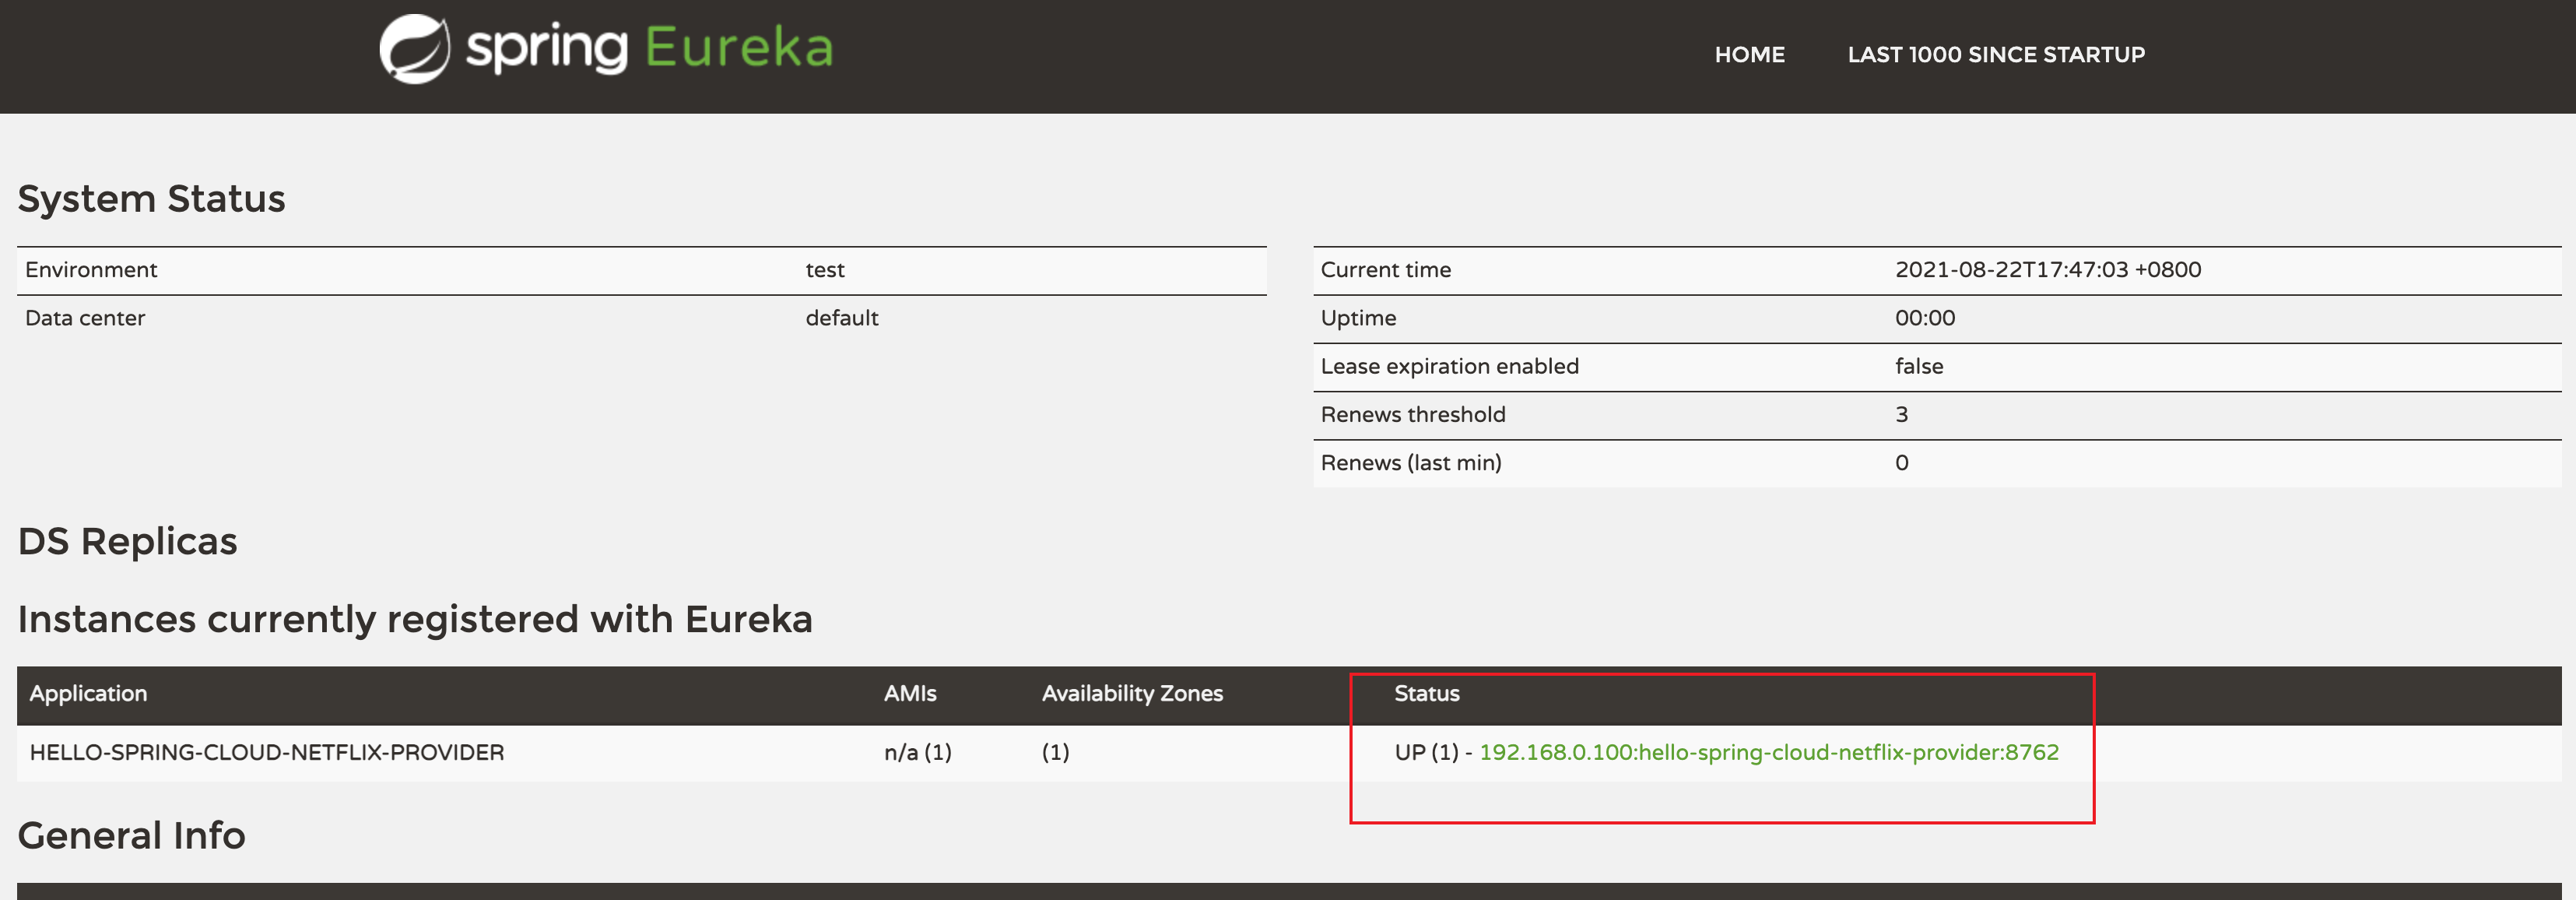 spring Eureka
HOME LAST 1000 SINCE STARTUP
System Status
Environment test
Data center default
Current time 2021-08-22T17:47:03 +0800
Uptime 00:00
Lease expiration enabled false
Renews threshold 3
Renews (last min) 0
DS Replicas
Instances currently registered with Eureka
Application AMIs Availability Zones Status
HELLO-SPRING-CLOUD-NETFLIX-PROVIDER n/a (1) (1) UP (1) - 192.168.0.100:hello-spring-cloud-netflix-provider:8762
General Info